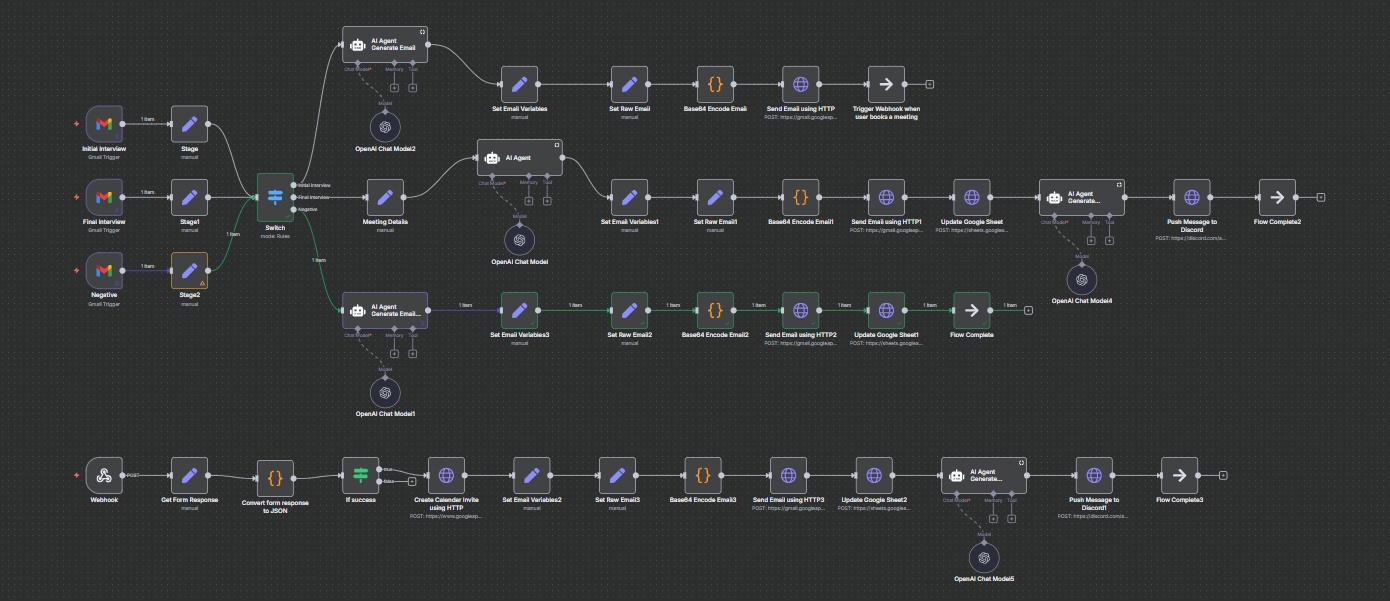 AI Agent
Generate Email
Chat Model*
Memory
Tool
Model
OpenAI Chat Model2
Set Email Variables
manual
Set Raw Email
manual
Base64 Encode Email
Send Email using HTTP
POST: https://gmail.googleap...
Trigger Webhook when
user books a meeting
1 item
Initial Interview
Gmail Trigger
Stage
manual
1 item
Final Interview
Gmail Trigger
Stage1
manual
1 item
Negative
Gmail Trigger
Stage2
manual
1 item
Switch
mode: Rules
Initial Interview
Final Interview
Negative
1 item
Meeting Details
manual
AI Agent
Chat Model*
Memory
Tool
Model
OpenAI Chat Model
Set Email Variables1
manual
Set Raw Email1
manual
Base64 Encode Email1
Send Email using HTTP1
POST: https://gmail.googleap...
Update Google Sheet
POST: https://sheets.googlea...
AI Agent
Generate...
Chat Model*
Memory
Tool
Model
OpenAI Chat Model4
Push Message to
Discord
POST: https://discord.com/a...
Flow Complete2
AI Agent
Generate Email...
Chat Model*
Memory
Tool
Model
OpenAI Chat Model1
1 item
Set Email Variables3
manual
1 item
Set Raw Email2
manual
1 item
Base64 Encode Email2
1 item
Send Email using HTTP2
POST: https://gmail.googleap...
1 item
Update Google Sheet1
POST: https://sheets.googlea...
1 item
Flow Complete
1 item
Webhook
POST
Get Form Response
manual
Convert form response
to JSON
If success
true
false
Create Calendar Invite
using HTTP
POST: https://www.googleap...
Set Email Variables2
manual
Set Raw Email3
manual
Base64 Encode Email3
Send Email using HTTP3
POST: https://gmail.googleap...
Update Google Sheet2
POST: https://sheets.googlea...
AI Agent
Generate...
Chat Model*
Memory
Tool
Model
OpenAI Chat Model5
Push Message to
Discord1
POST: https://discord.com/a...
Flow Complete3